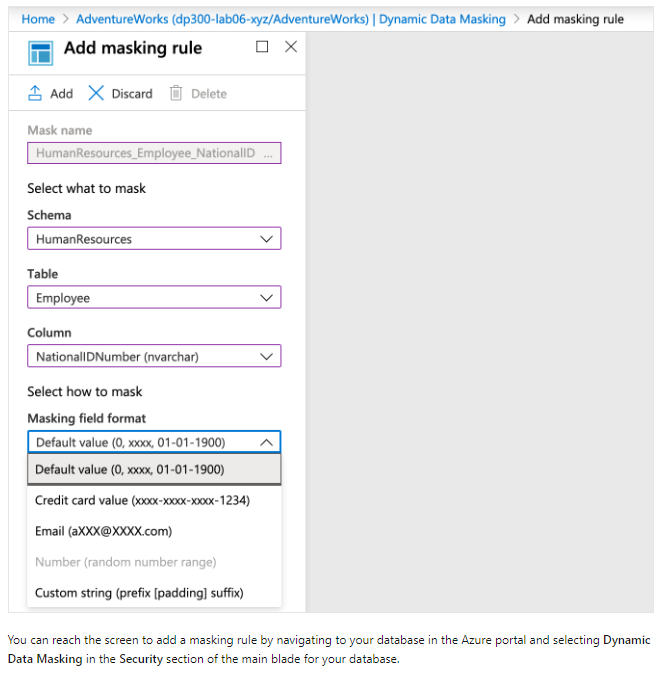 Home > AdventureWorks (dp300-lab06-xyz/AdventureWorks) | Dynamic Data Masking > Add masking rule
Add masking rule
Add Discard Delete
Mask name
HumanResources_Employee_NationalID ...
Select what to mask
Schema
HumanResources
Table
Employee
Column
NationalIDNumber (nvarchar)
Select how to mask
Masking field format
Default value (0, xxxx, 01-01-1900)
Default value (0, xxxx, 01-01-1900)
Credit card value (xxxx-xxxx-xxxx-1234)
Email (aXXX@XXXX.com)
Number (random number range)
Custom string (prefix [padding] suffix)
You can reach the screen to add a masking rule by navigating to your database in the Azure portal and selecting Dynamic
Data Masking in the Security section of the main blade for your database.